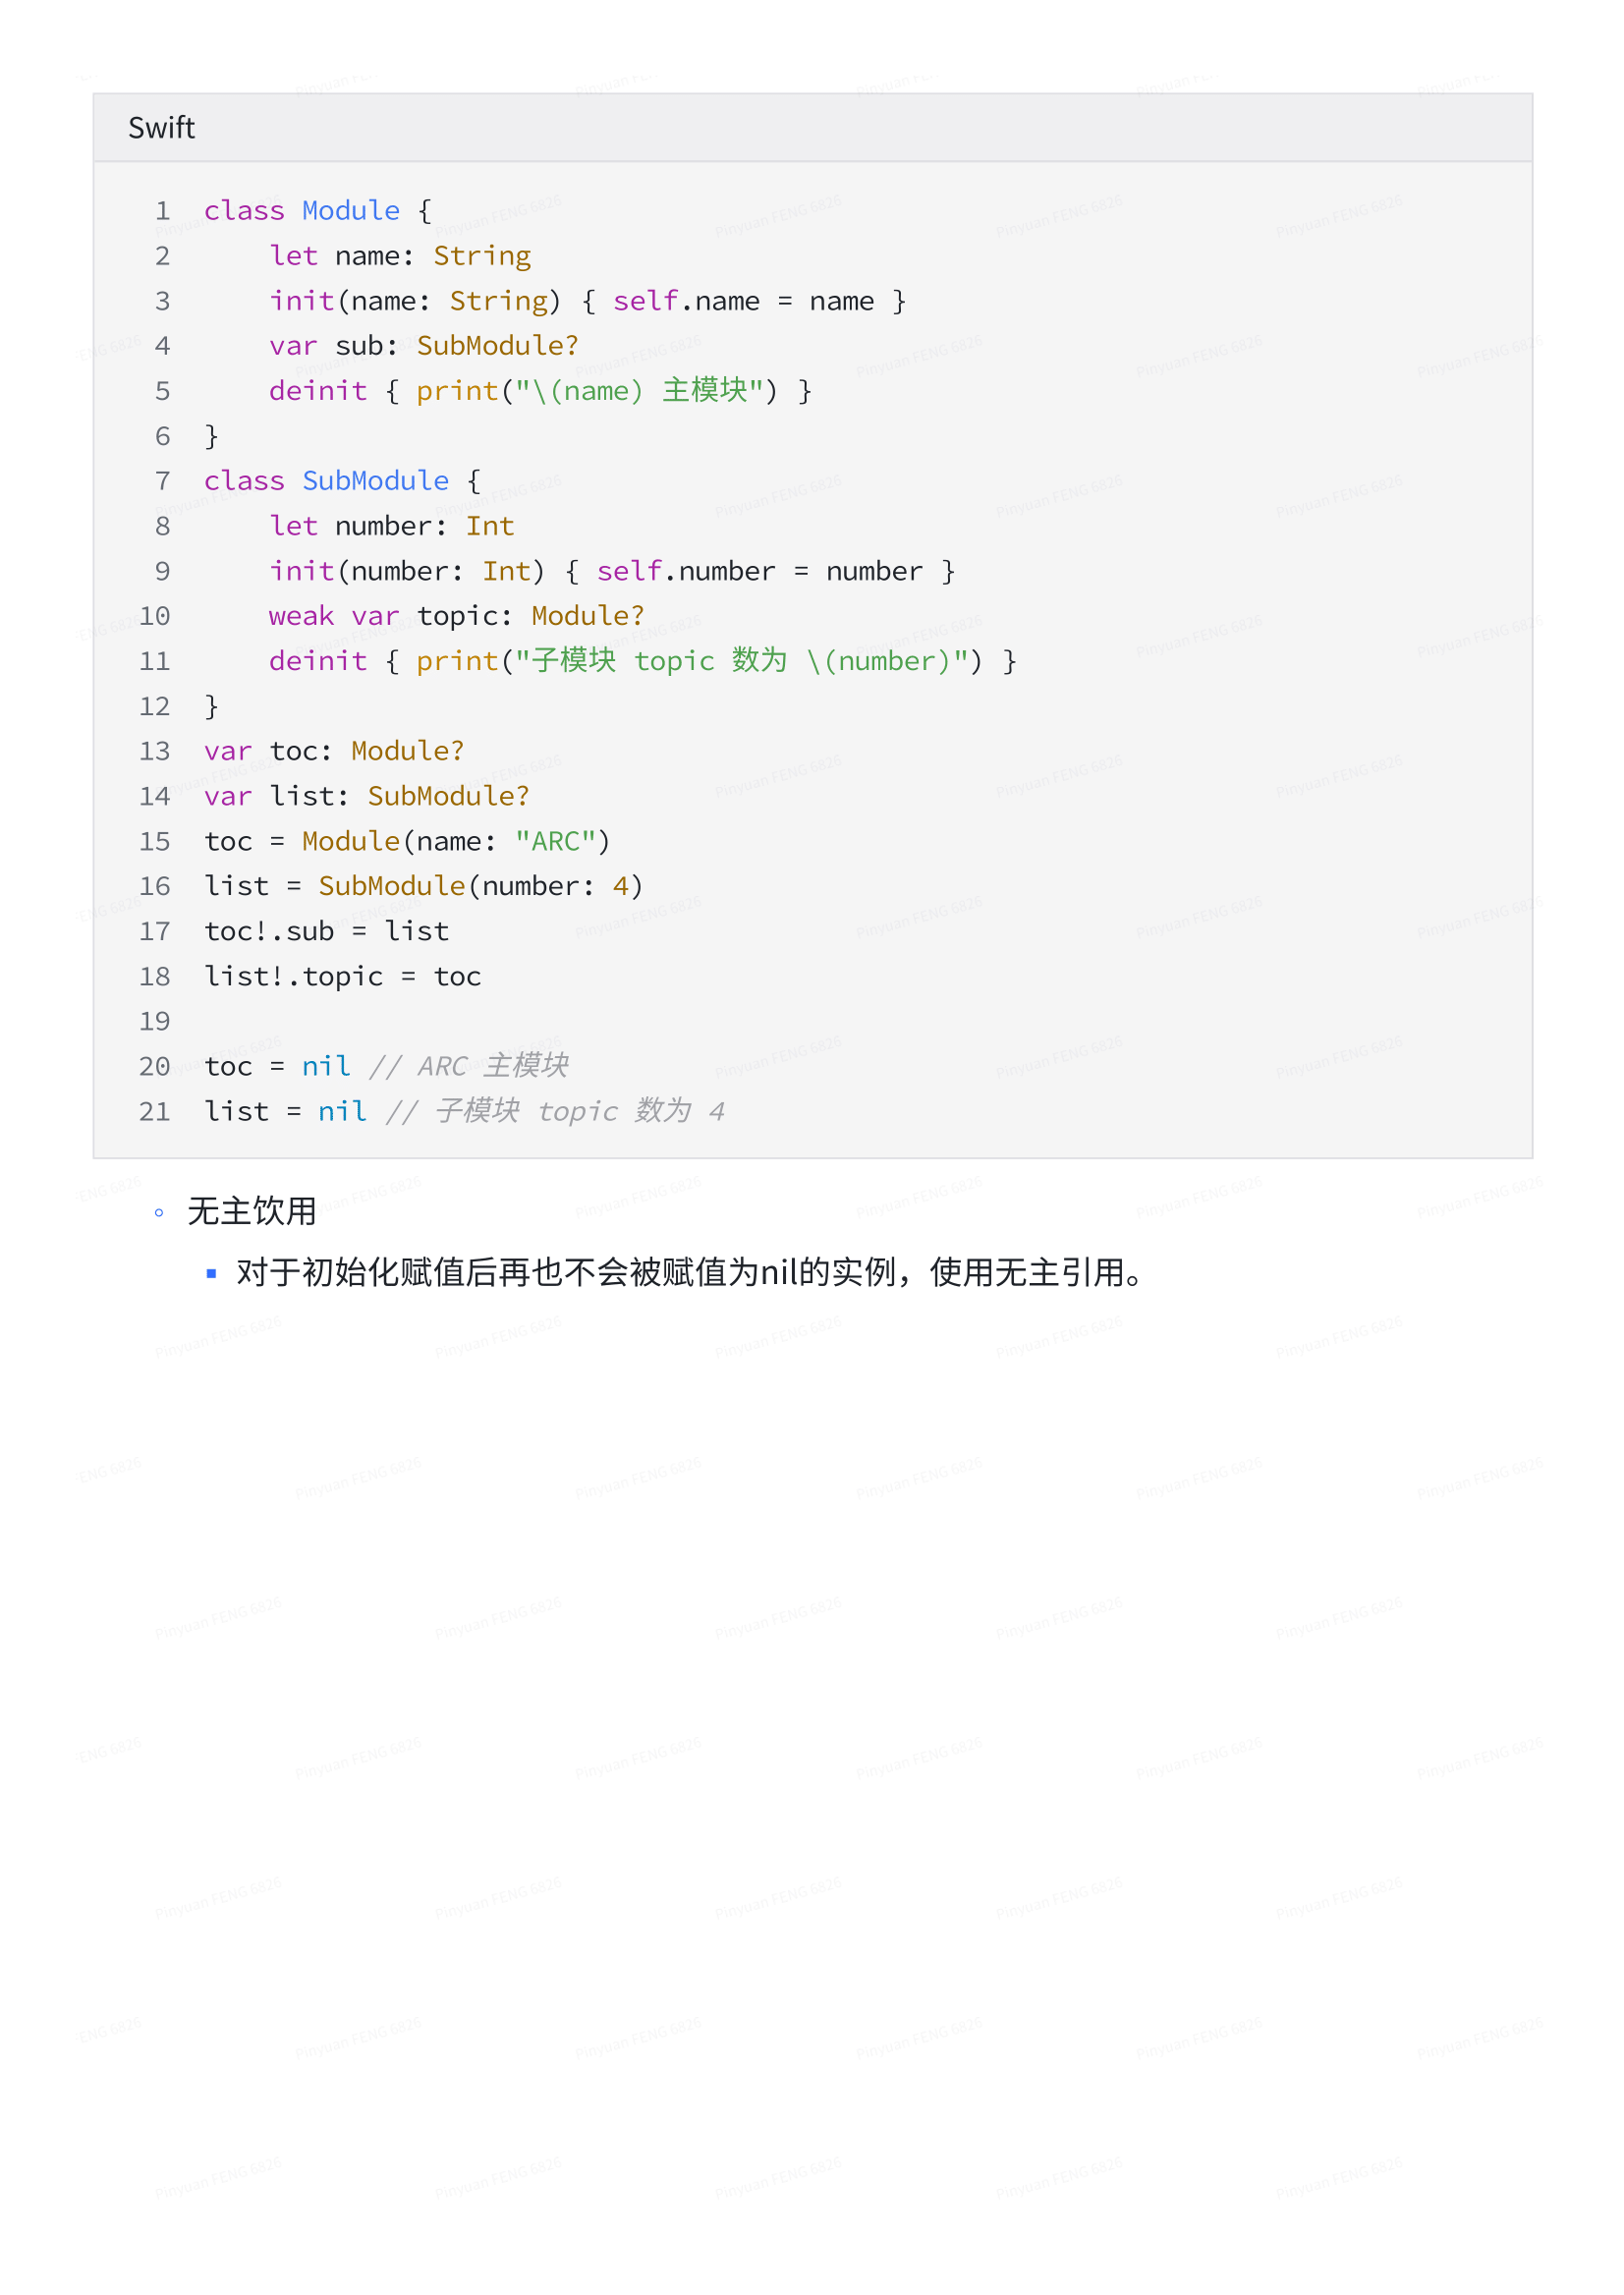 Swift
1 class Module {
2     let name: String
3     init(name: String) { self.name = name }
4     var sub: SubModule?
5     deinit { print("\(name) 主模块") }
6 }
7 class SubModule {
8     let number: Int
9     init(number: Int) { self.number = number }
10     weak var topic: Module?
11     deinit { print("子模块 topic 数为 \(number)") }
12 }
13 var toc: Module?
14 var list: SubModule?
15 toc = Module(name: "ARC")
16 list = SubModule(number: 4)
17 toc!.sub = list
18 list!.topic = toc
19
20 toc = nil // ARC 主模块
21 list = nil // 子模块 topic 数为 4
◦ 无主饮用
▪ 对于初始化赋值后再也不会被赋值为nil的实例，使用无主引用。
Pinyuan FENG 6826